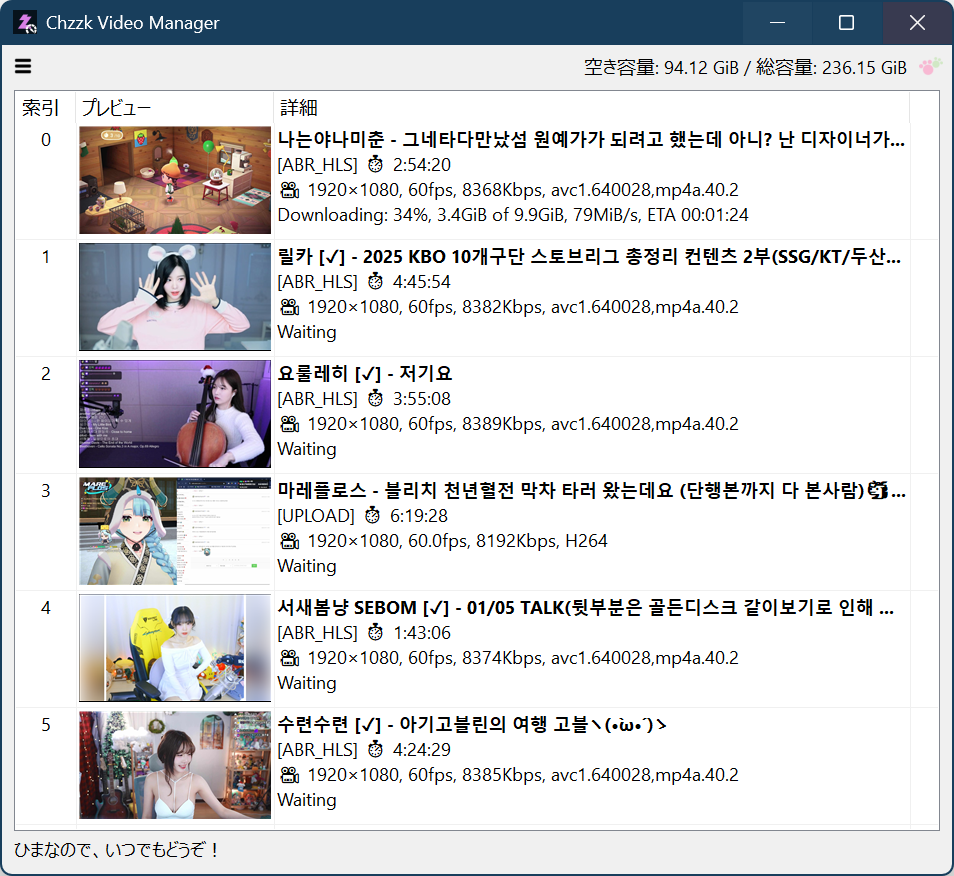 Chzzk Video Manager
空き容量: 94.12 GiB / 総容量: 236.15 GiB
索引 プレビュー 詳細
0
나는야나미춘 - 그네타다만났섬 원예가가 되려고 했는데 아니? 난 디자이너가...
[ABR_HLS] ⏱ 2:54:20
1920×1080, 60fps, 8368Kbps, avc1.640028,mp4a.40.2
Downloading: 34%, 3.4GiB of 9.9GiB, 79MiB/s, ETA 00:01:24
1
릴카 [✓] - 2025 KBO 10개구단 스토브리그 총정리 컨텐츠 2부(SSG/KT/두산...
[ABR_HLS] ⏱ 4:45:54
1920×1080, 60fps, 8382Kbps, avc1.640028,mp4a.40.2
Waiting
2
요룰레히 [✓] - 저기요
[ABR_HLS] ⏱ 3:55:08
1920×1080, 60fps, 8389Kbps, avc1.640028,mp4a.40.2
Waiting
3
마레플로스 - 블리치 천년혈전 막차 타러 왔는데요 (단행본까지 다 본사람)...
[UPLOAD] ⏱ 6:19:28
1920×1080, 60.0fps, 8192Kbps, H264
Waiting
4
서새봄냥 SEBOM [✓] - 01/05 TALK(뒷부분은 골든디스크 같이보기로 인해 ...
[ABR_HLS] ⏱ 1:43:06
1920×1080, 60fps, 8374Kbps, avc1.640028,mp4a.40.2
Waiting
5
수련수련 [✓] - 아기고블린의 여행 고블ヽ(•̀ω•́ )ゝ
[ABR_HLS] ⏱ 4:24:29
1920×1080, 60fps, 8385Kbps, avc1.640028,mp4a.40.2
Waiting
ひまなので、いつでもどうぞ！